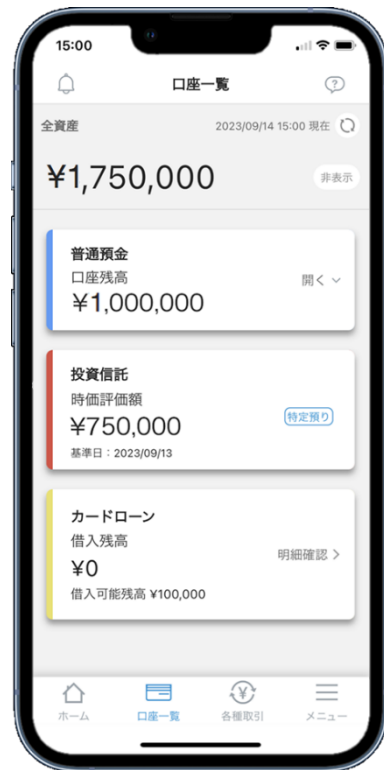 15:00
口座一覧
全資産 2023/09/14 15:00 現在
¥1,750,000 非表示
普通預金
口座残高 開く
¥1,000,000
投資信託
時価評価額
¥750,000 特定預り
基準日:2023/09/13
カードローン
借入残高 明細確認
¥0
借入可能残高 ¥100,000
ホーム 口座一覧 各種取引 メニュー